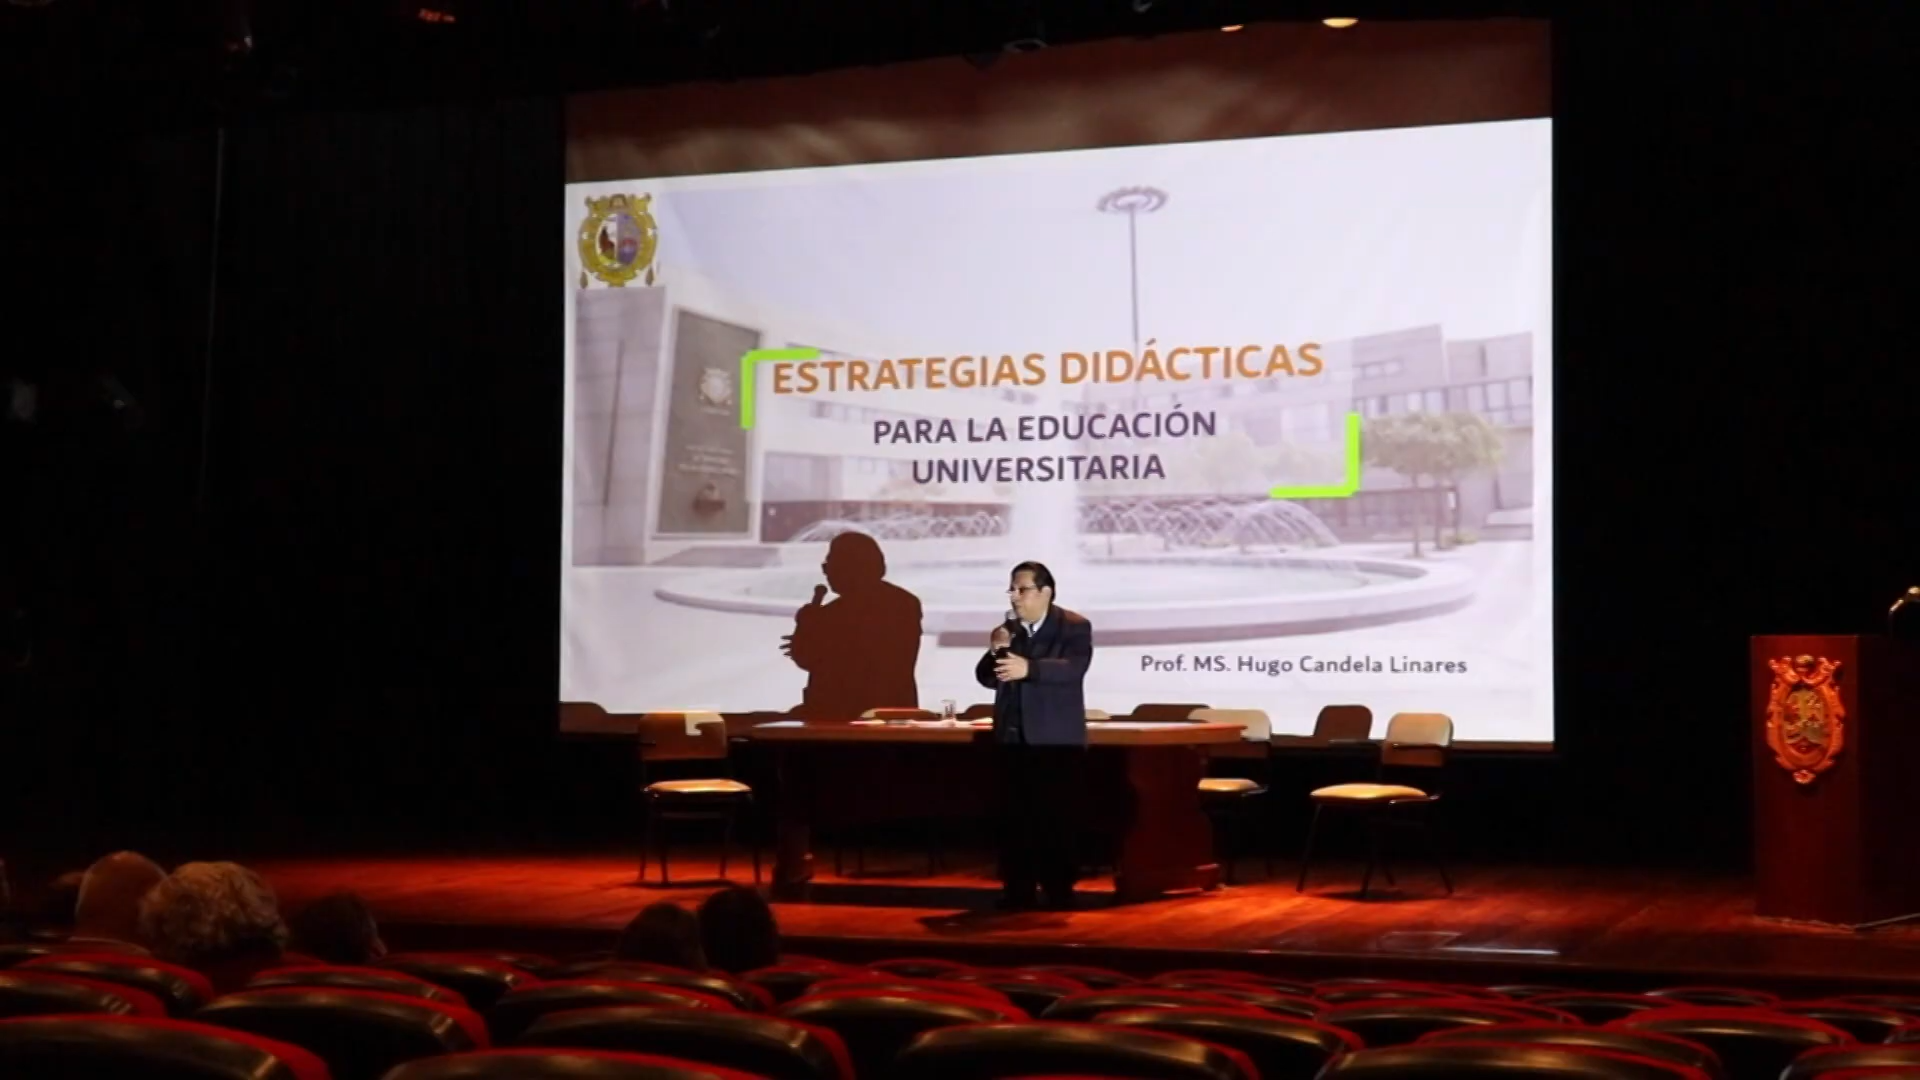 ESTRATEGIAS DIDÁCTICAS
PARA LA EDUCACIÓN
UNIVERSITARIA
Prof. MS. Hugo Candela Linares